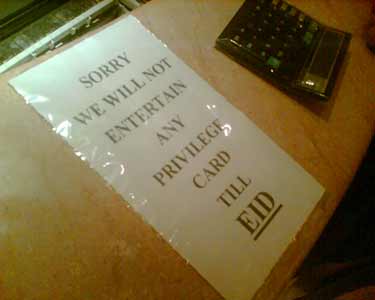 SORRY
WE WILL NOT
ENTERTAIN
ANY
PRIVILEGE
CARD
TILL
EID